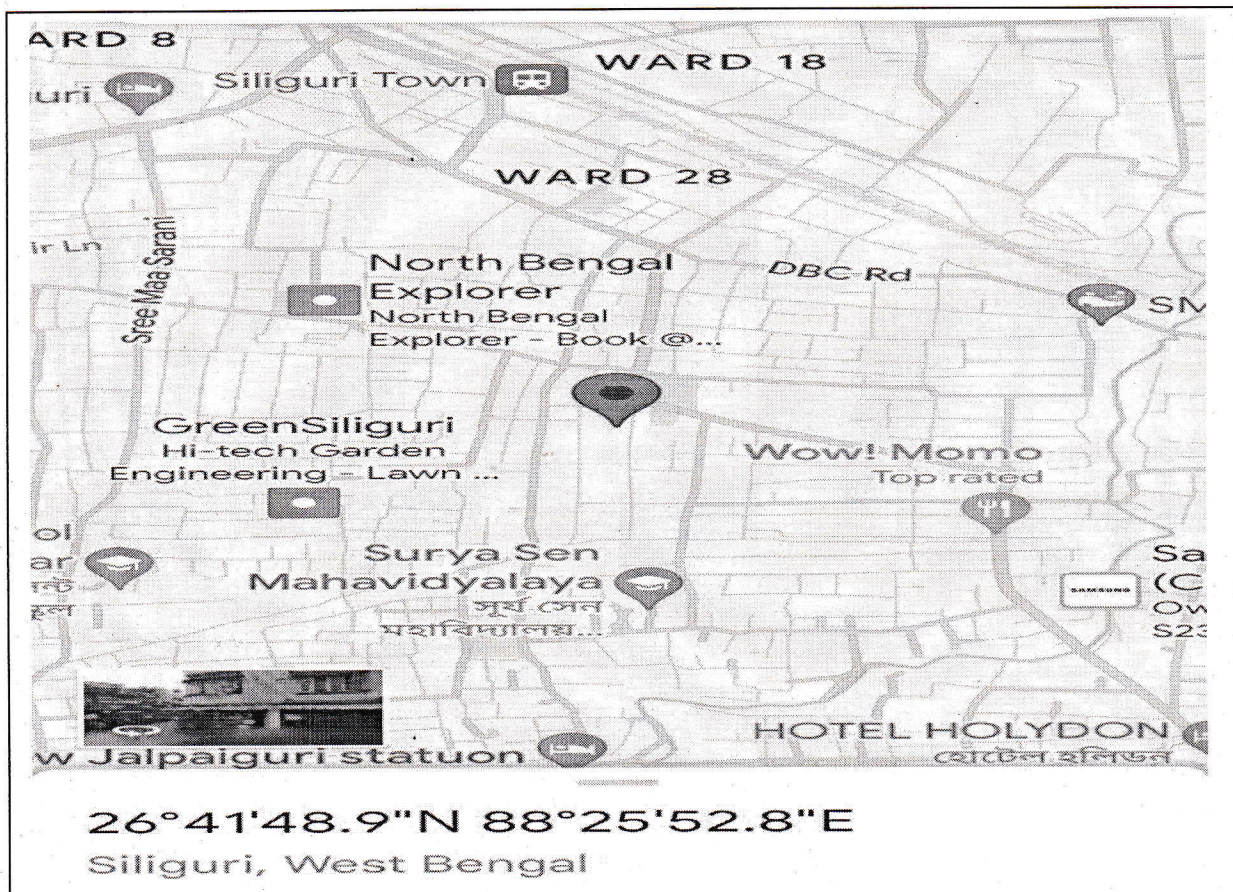 ARD 8
uri
Siliguri Town
WARD 18
WARD 28
ir Ln
Sree Maa Sarani
North Bengal
Explorer
North Bengal
Explorer - Book @...
DBC Rd
SM
GreenSiliguri
Hi-tech Garden
Engineering - Lawn ...
Wow! Momo
Top rated
ol
ar
Surya Sen
Mahavidyalaya
সূর্য সেন
মহাবিদ্যালয়...
Sa
(C
Ow
S23
SAMSUNG
HOTEL HOLYDON
হোটেল হলিডন
w Jalpaiguri statuon
26°41'48.9"N 88°25'52.8"E
Siliguri, West Bengal